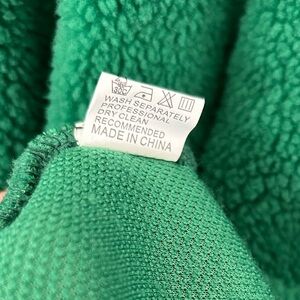 WASH SEPARATELY
PROFESSIONAL
DRY CLEAN
RECOMMENDED
MADE IN CHINA